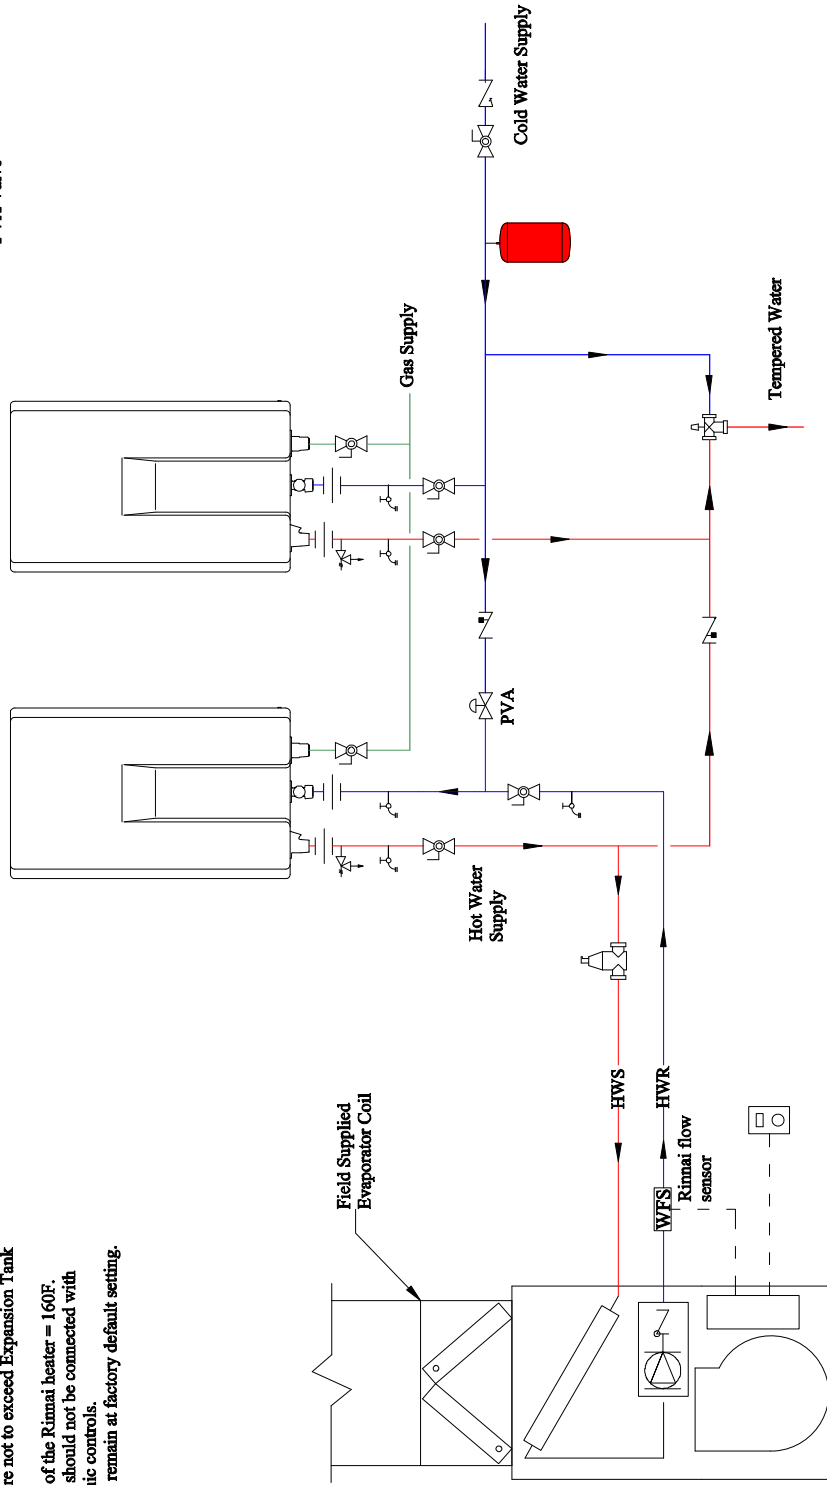 re not to exceed Expansion Tank
of the Rinnai heater = 160F.
should not be connected with
nic controls.
remain at factory default setting.
Field Supplied
Evaporator Coil
Hot Water
Supply
Gas Supply
Cold Water Supply
PVA
Tempered Water
HWS
HWR
WFS
Rinnai flow
sensor